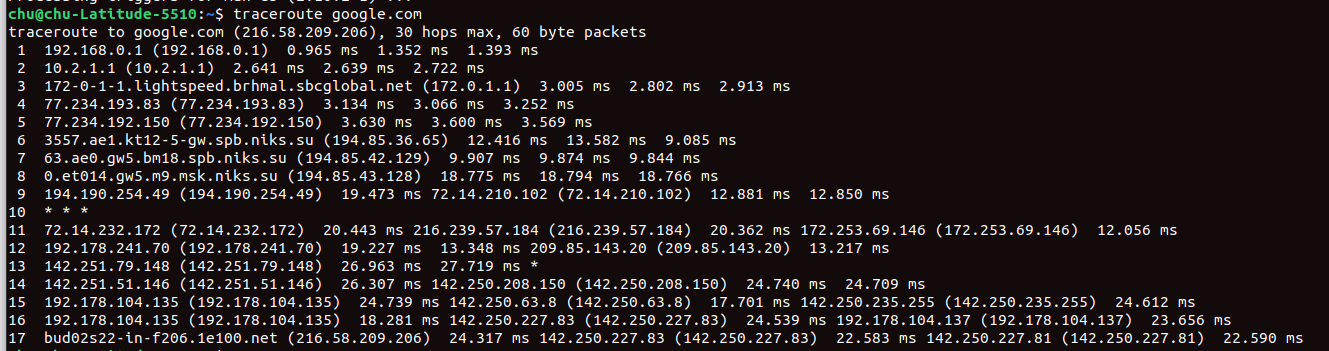 chu@chu-Latitude-5510:~$ traceroute google.com
traceroute to google.com (216.58.209.206), 30 hops max, 60 byte packets
1 192.168.0.1 (192.168.0.1) 0.965 ms 1.352 ms 1.393 ms
2 10.2.1.1 (10.2.1.1) 2.641 ms 2.639 ms 2.722 ms
3 172-0-1-1.lightspeed.brhmal.sbcglobal.net (172.0.1.1) 3.005 ms 2.802 ms 2.913 ms
4 77.234.193.83 (77.234.193.83) 3.134 ms 3.066 ms 3.252 ms
5 77.234.192.150 (77.234.192.150) 3.630 ms 3.600 ms 3.569 ms
6 3557.ae1.kt12-5-gw.spb.niks.su (194.85.36.65) 12.416 ms 13.582 ms 9.085 ms
7 63.ae0.gw5.bm18.spb.niks.su (194.85.42.129) 9.907 ms 9.874 ms 9.844 ms
8 0.et014.gw5.m9.msk.niks.su (194.85.43.128) 18.775 ms 18.794 ms 18.766 ms
9 194.190.254.49 (194.190.254.49) 19.473 ms 72.14.210.102 (72.14.210.102) 12.881 ms 12.850 ms
10 * * *
11 72.14.232.172 (72.14.232.172) 20.443 ms 216.239.57.184 (216.239.57.184) 20.362 ms 172.253.69.146 (172.253.69.146) 12.056 ms
12 192.178.241.70 (192.178.241.70) 19.227 ms 13.348 ms 209.85.143.20 (209.85.143.20) 13.217 ms
13 142.251.79.148 (142.251.79.148) 26.963 ms 27.719 ms *
14 142.251.51.146 (142.251.51.146) 26.307 ms 142.250.208.150 (142.250.208.150) 24.740 ms 24.709 ms
15 192.178.104.135 (192.178.104.135) 24.739 ms 142.250.63.8 (142.250.63.8) 17.701 ms 142.250.235.255 (142.250.235.255) 24.612 ms
16 192.178.104.135 (192.178.104.135) 18.281 ms 142.250.227.83 (142.250.227.83) 24.539 ms 192.178.104.137 (192.178.104.137) 23.656 ms
17 bud02s22-in-f206.1e100.net (216.58.209.206) 24.317 ms 142.250.227.83 (142.250.227.83) 22.583 ms 142.250.227.81 (142.250.227.81) 22.590 ms